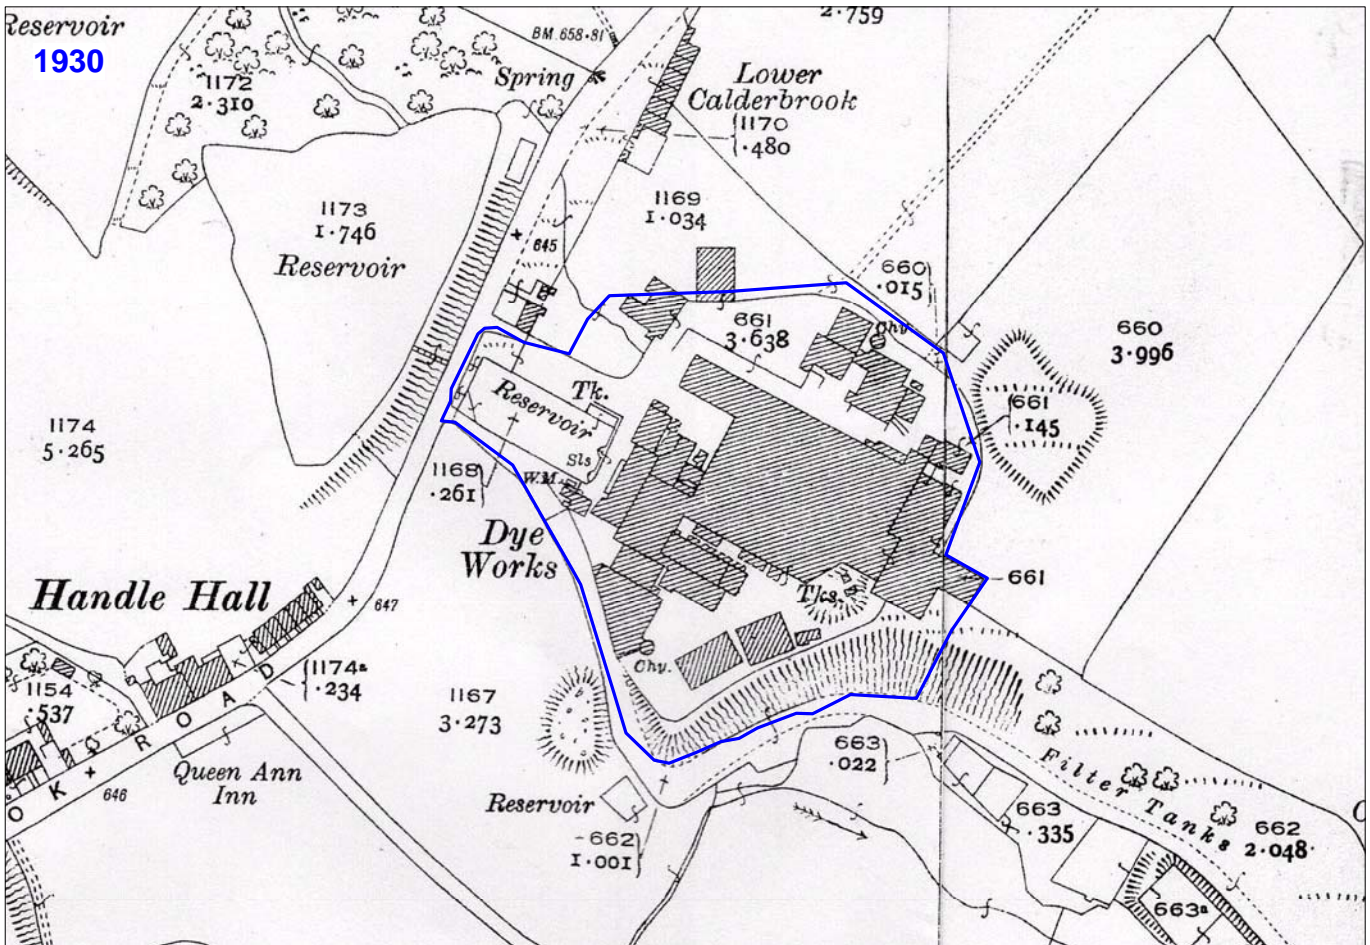 Reservoir
1930
1172
2·310
BM. 658·81
2·759
Spring
Lower
Calderbrook
1170
·480
1173
1·746
Reservoir
1169
1·034
645
660
·015
661
3·638
Chy.
660
3·996
Tk.
Reservoir
661
·145
1174
5·265
1168
·261
Sls
W.M.
Dye
Works
661
Tks.
Handle Hall
647
Chy.
1154
·537
1174a
·234
1167
3·273
OK ROAD
646
Queen Ann
Inn
663
·022
Filter Tanks
Reservoir
662
1·001
663
·335
662
2·048
663a